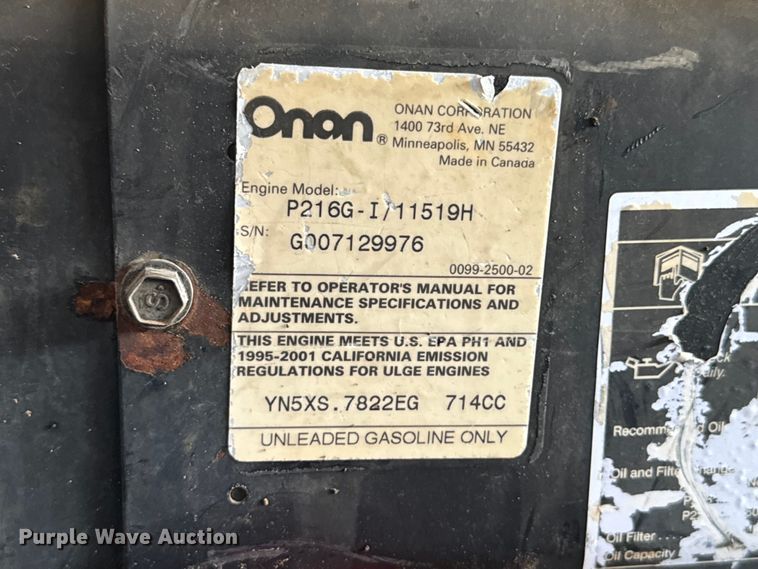 Onan ®
ONAN CORPORATION
1400 73rd Ave. NE
Minneapolis, MN 55432
Made in Canada
Engine Model:
P216G-I/11519H
S/N:
G007129976
0099-2500-02
REFER TO OPERATOR'S MANUAL FOR
MAINTENANCE SPECIFICATIONS AND
ADJUSTMENTS.
THIS ENGINE MEETS U.S. EPA PH1 AND
1995-2001 CALIFORNIA EMISSION
REGULATIONS FOR ULGE ENGINES
YN5XS.7822EG 714CC
UNLEADED GASOLINE ONLY
Oil
Oil and
Oil Filter ....
Oil Capacity
Purple Wave Auction